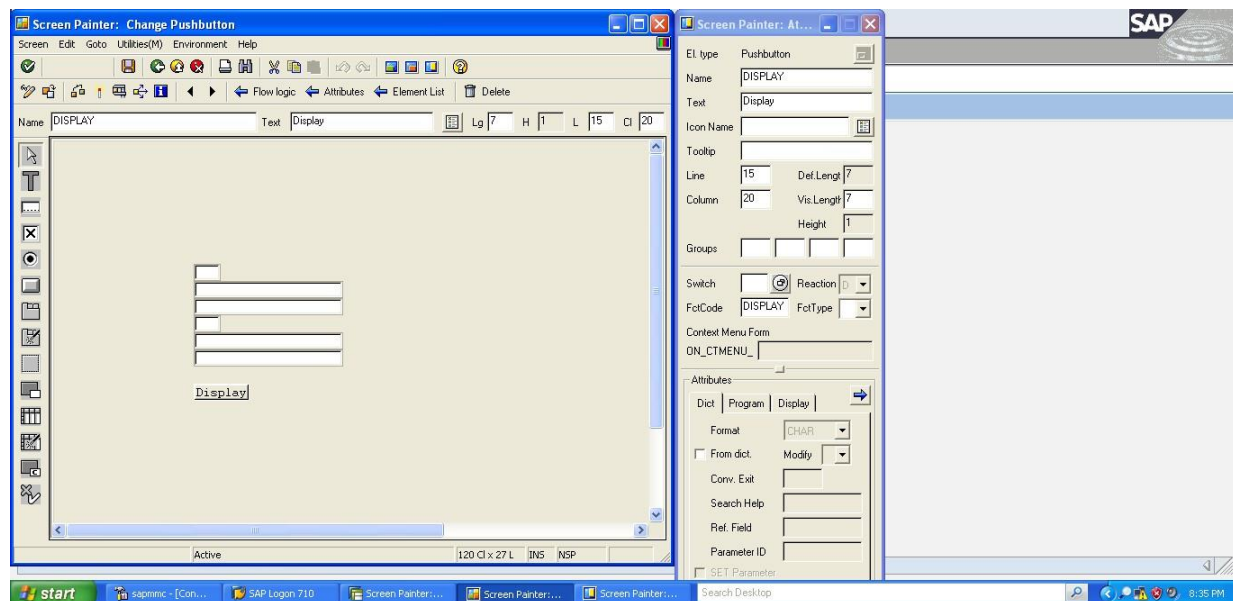 Screen Painter: Change Pushbutton
Screen Edit Goto Utilities(M) Environment Help
Flow logic Attributes Element List Delete
Name DISPLAY Text Display Lg 7 H 1 L 15 Cl 20
Display
Active 120 Cl x 27 L INS NSP
Screen Painter: At...
El. type Pushbutton
Name DISPLAY
Text Display
Icon Name
Tooltip
Line 15 Def.Lengt 7
Column 20 Vis.Lengt 7
Height 1
Groups
Switch Reaction D
FctCode DISPLAY FctType
Context Menu Form
ON_CTMENU_
Attributes
Dict Program Display
Format CHAR
From dict. Modify
Conv. Exit
Search Help
Ref. Field
Parameter ID
SET Parameter
SAP
start sapmmc - [Con... SAP Logon 710 Screen Painter:... Screen Painter:... Screen Painter:... Search Desktop 8:35 PM